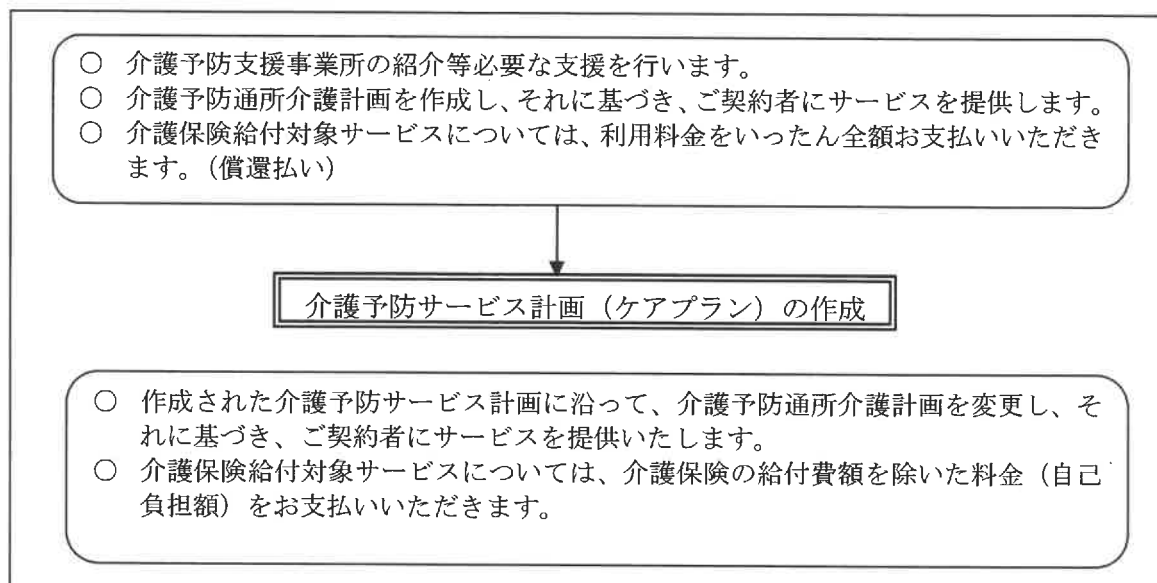 ○ 介護予防支援事業所の紹介等必要な支援を行います。
○ 介護予防通所介護計画を作成し、それに基づき、ご契約者にサービスを提供します。
○ 介護保険給付対象サービスについては、利用料金をいったん全額お支払いいただき
ます。（償還払い）
介護予防サービス計画（ケアプラン）の作成
○ 作成された介護予防サービス計画に沿って、介護予防通所介護計画を変更し、そ
れに基づき、ご契約者にサービスを提供いたします。
○ 介護保険給付対象サービスについては、介護保険の給付費額を除いた料金（自己
負担額）をお支払いいただきます。